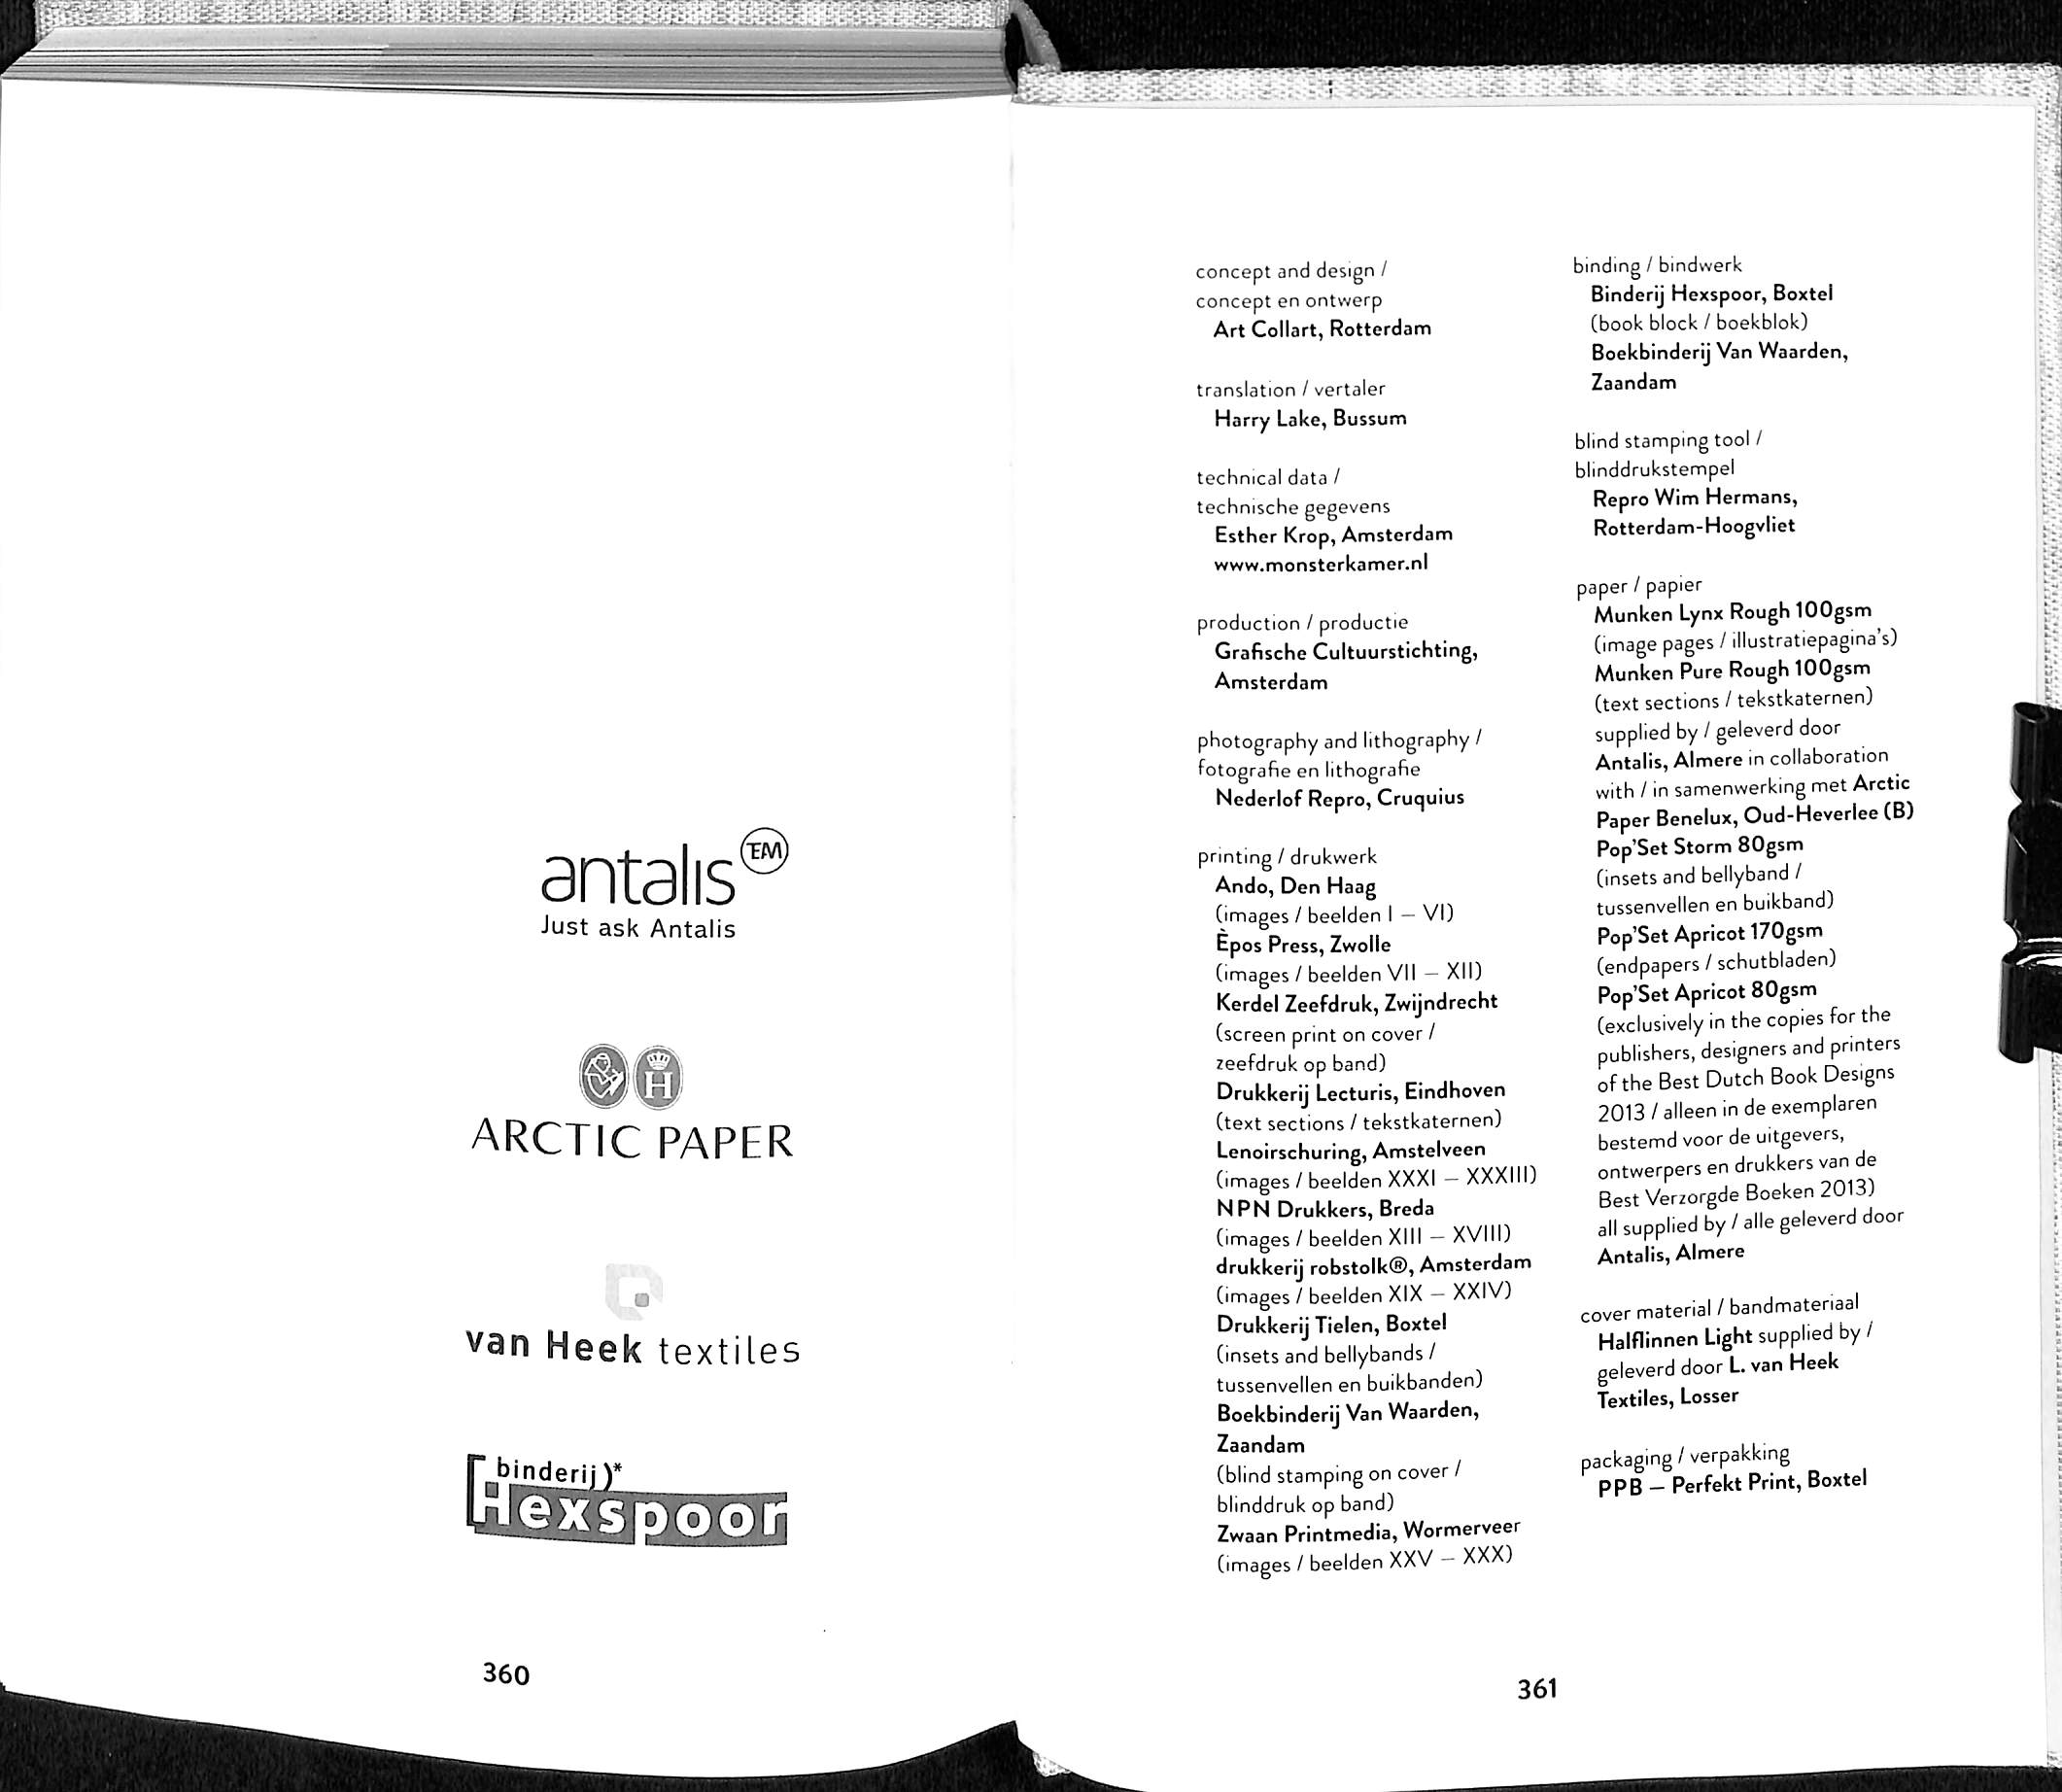 antalis TM
Just ask Antalis
H
ARCTIC PAPER
van Heek textiles
binderij)*
Hexspoor
360
concept and design /
concept en ontwerp
Art Collart, Rotterdam
translation / vertaler
Harry Lake, Bussum
technical data /
technische gegevens
Esther Krop, Amsterdam
www.monsterkamer.nl
production / productie
Grafische Cultuurstichting,
Amsterdam
photography and lithography /
fotografie en lithografie
Nederlof Repro, Cruquius
printing / drukwerk
Ando, Den Haag
(images / beelden I – VI)
Èpos Press, Zwolle
(images / beelden VII – XII)
Kerdel Zeefdruk, Zwijndrecht
(screen print on cover /
zeefdruk op band)
Drukkerij Lecturis, Eindhoven
(text sections / tekstkaternen)
Lenoirschuring, Amstelveen
(images / beelden XXXI – XXXIII)
NPN Drukkers, Breda
(images / beelden XIII – XVIII)
drukkerij robstolk®, Amsterdam
(images / beelden XIX – XXIV)
Drukkerij Tielen, Boxtel
(insets and bellybands /
tussenvellen en buikbanden)
Boekbinderij Van Waarden,
Zaandam
(blind stamping on cover /
blinddruk op band)
Zwaan Printmedia, Wormerveer
(images / beelden XXV – XXX)
binding / bindwerk
Binderij Hexspoor, Boxtel
(book block / boekblok)
Boekbinderij Van Waarden,
Zaandam
blind stamping tool /
blinddrukstempel
Repro Wim Hermans,
Rotterdam-Hoogvliet
paper / papier
Munken Lynx Rough 100gsm
(image pages / illustratiepagina's)
Munken Pure Rough 100gsm
(text sections / tekstkaternen)
supplied by / geleverd door
Antalis, Almere in collaboration
with / in samenwerking met Arctic
Paper Benelux, Oud-Heverlee (B)
Pop'Set Storm 80gsm
(insets and bellyband /
tussenvellen en buikband)
Pop'Set Apricot 170gsm
(endpapers / schutbladen)
Pop'Set Apricot 80gsm
(exclusively in the copies for the
publishers, designers and printers
of the Best Dutch Book Designs
2013 / alleen in de exemplaren
bestemd voor de uitgevers,
ontwerpers en drukkers van de
Best Verzorgde Boeken 2013)
all supplied by / alle geleverd door
Antalis, Almere
cover material / bandmateriaal
Halflinnen Light supplied by /
geleverd door L. van Heek
Textiles, Losser
packaging / verpakking
PPB – Perfekt Print, Boxtel
361